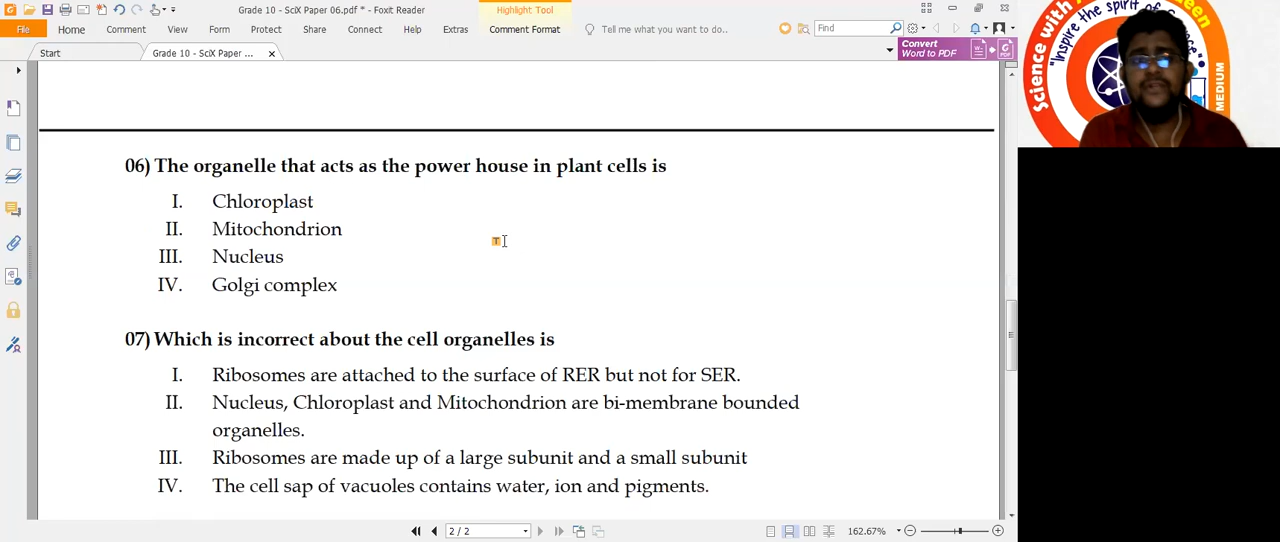 Grade 10 - SciX Paper 06.pdf * - Foxit Reader
Highlight Tool
File Home Comment View Form Protect Share Connect Help Extras Comment Format Tell me what you want to do.. Find
Start Grade 10 - SciX Paper ...
Convert
Word to PDF
06) The organelle that acts as the power house in plant cells is
I. Chloroplast
II. Mitochondrion
III. Nucleus
IV. Golgi complex
07) Which is incorrect about the cell organelles is
I. Ribosomes are attached to the surface of RER but not for SER.
II. Nucleus, Chloroplast and Mitochondrion are bi-membrane bounded
organelles.
III. Ribosomes are made up of a large subunit and a small subunit
IV. The cell sap of vacuoles contains water, ion and pigments.
2 / 2
162.67%
Science with
"Inspire the spirit of
MEDIUM